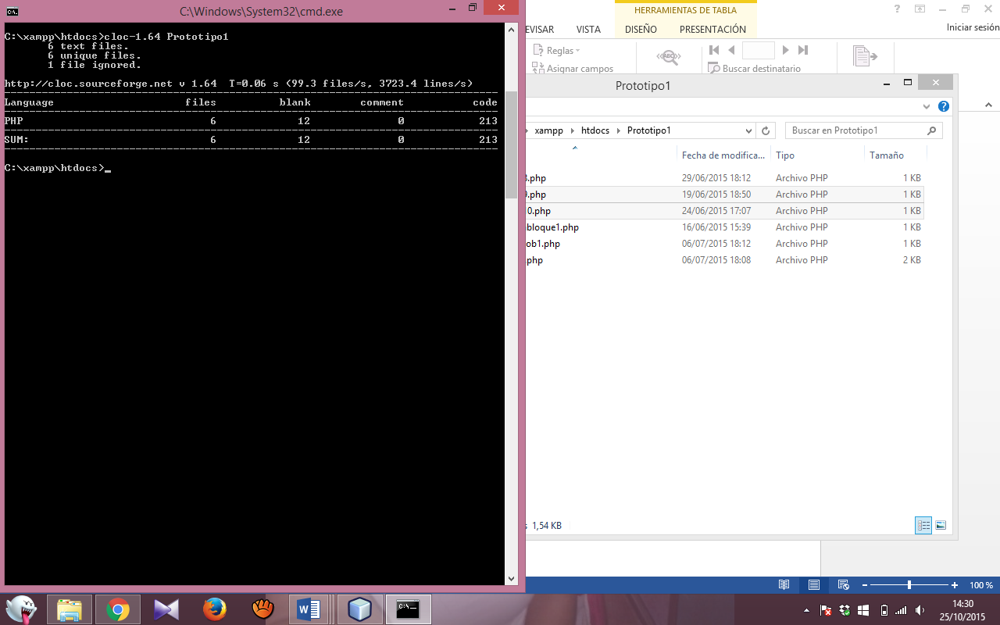 C:\Windows\System32\cmd.exe
C:\xampp\htdocs>cloc-1.64 Prototipo1
6 text files.
6 unique files.
1 file ignored.
http://cloc.sourceforge.net v 1.64 T=0.06 s (99.3 files/s, 3723.4 lines/s)
Language files blank comment code
PHP 6 12 0 213
SUM: 6 12 0 213
C:\xampp\htdocs>_
HERRAMIENTAS DE TABLA
EVISAR VISTA DISEÑO PRESENTACIÓN Iniciar sesión
Reglas
Asignar campos
ABC
Buscar destinatario
Prototipo1
xampp htdocs Prototipo1 Buscar en Prototipo1
Fecha de modifica... Tipo Tamaño
.php 29/06/2015 18:12 Archivo PHP 1 KB
.php 19/06/2015 18:50 Archivo PHP 1 KB
0.php 24/06/2015 17:07 Archivo PHP 1 KB
bloque1.php 16/06/2015 15:39 Archivo PHP 1 KB
ob1.php 06/07/2015 18:12 Archivo PHP 1 KB
.php 06/07/2015 18:08 Archivo PHP 2 KB
1,54 KB
100 %
14:30
25/10/2015